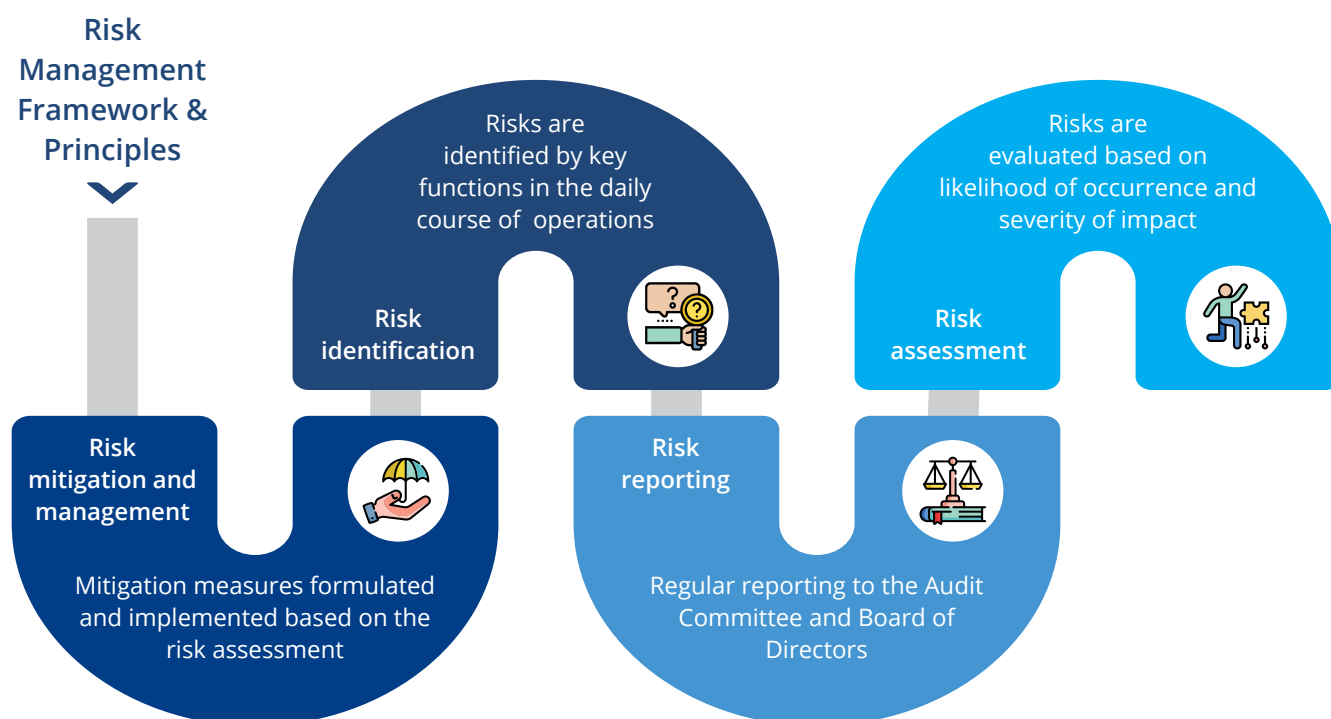 Risk
Management
Framework &
Principles
Risk
mitigation and
management
Mitigation measures formulated
and implemented based on the
risk assessment
Risks are
identified by key
functions in the daily
course of operations
Risk
identification
?
?
Risk
reporting
Regular reporting to the Audit
Committee and Board of
Directors
Risks are
evaluated based on
likelihood of occurrence and
severity of impact
Risk
assessment